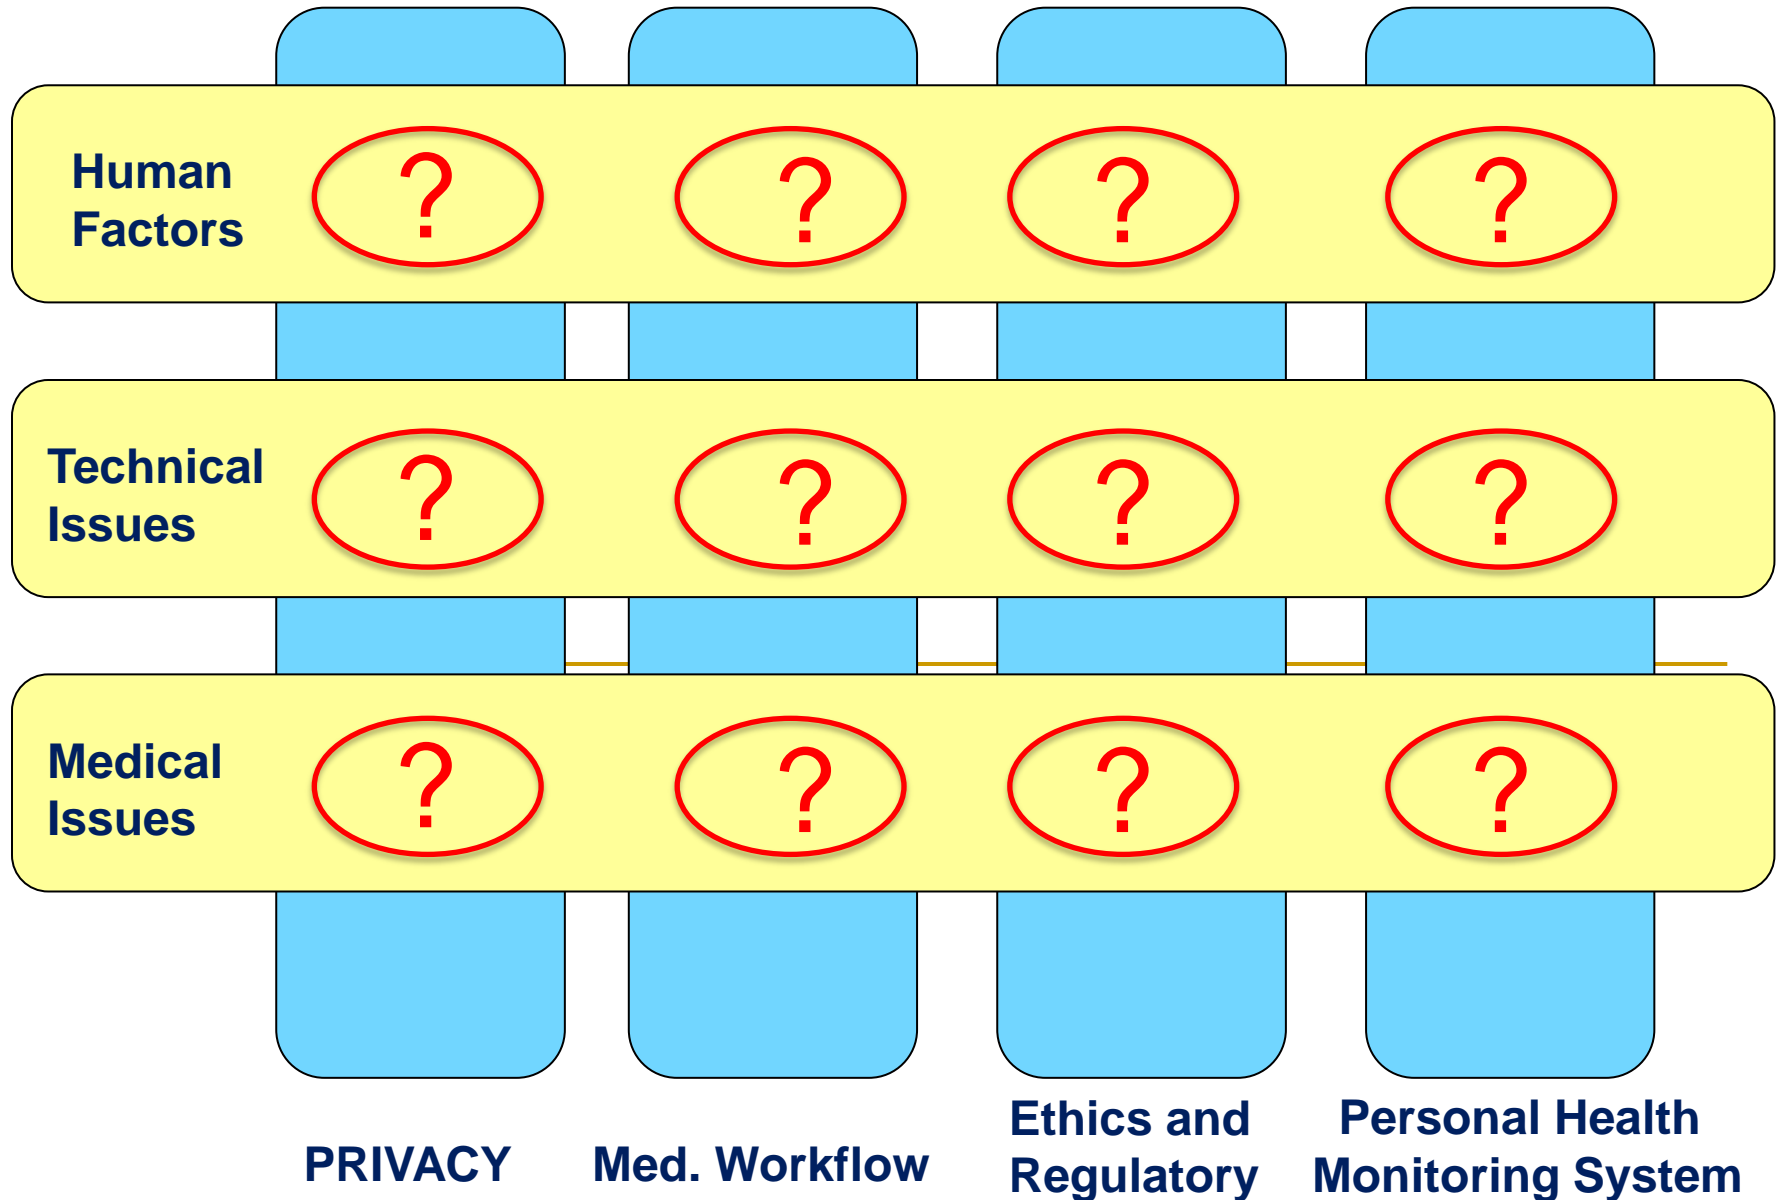 Human
Factors
? ? ? ?
Technical
Issues
? ? ? ?
Medical
Issues
? ? ? ?
PRIVACY
Med. Workflow
Ethics and
Regulatory
Personal Health
Monitoring System